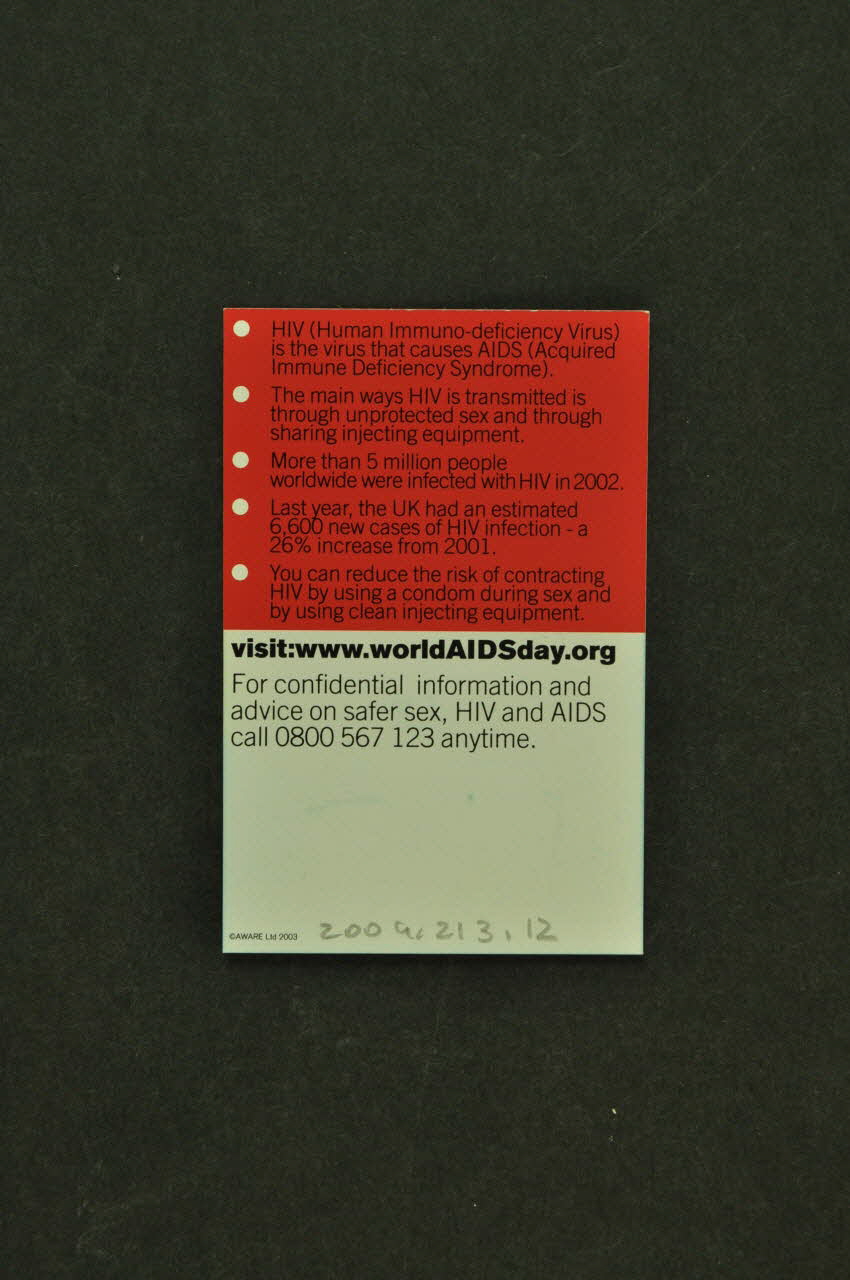 ● HIV (Human Immuno-deficiency Virus)
is the virus that causes AIDS (Acquired
Immune Deficiency Syndrome).
● The main ways HIV is transmitted is
through unprotected sex and through
sharing injecting equipment.
● More than 5 million people
worldwide were infected with HIV in 2002.
● Last year, the UK had an estimated
6,600 new cases of HIV infection - a
26% increase from 2001.
● You can reduce the risk of contracting
HIV by using a condom during sex and
by using clean injecting equipment.
visit:www.worldAIDSday.org
For confidential information and
advice on safer sex, HIV and AIDS
call 0800 567 123 anytime.
©AWARE Ltd 2003 2009.213.12